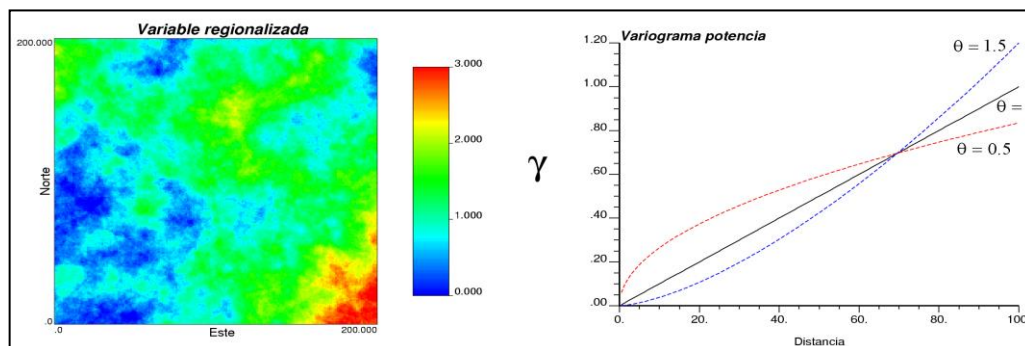 Variable regionalizada
200.000
Norte
.0
.0
Este
200.000
3.000
2.000
1.000
0.000
γ
Variograma potencia
1.20
1.00
.80
.60
.40
.20
.00
0.
20.
40.
60.
80.
100.
Distancia
θ = 1.5
θ =
θ = 0.5